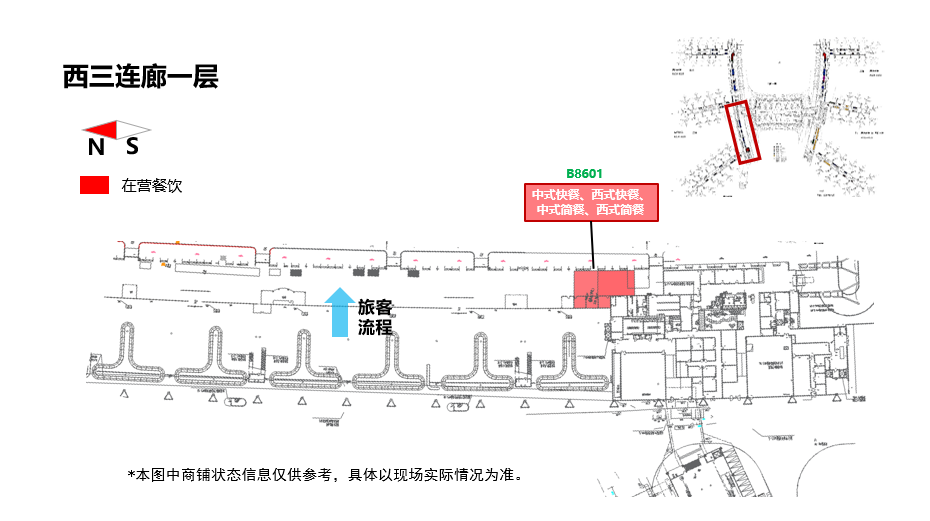 西三连廊一层
N S
在营餐饮
B8601
中式快餐、西式快餐、
中式简餐、西式简餐
旅客
流程
*本图中商铺状态信息仅供参考，具体以现场实际情况为准。